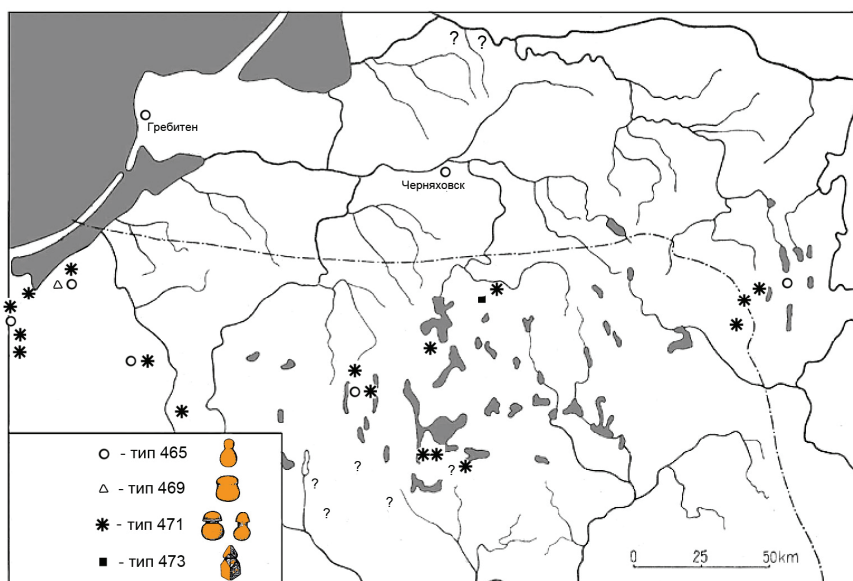 ? ?
Гребитен
Черняховск
?
?
?
?
?
- тип 465
- тип 469
- тип 471
- тип 473
0 25 50km